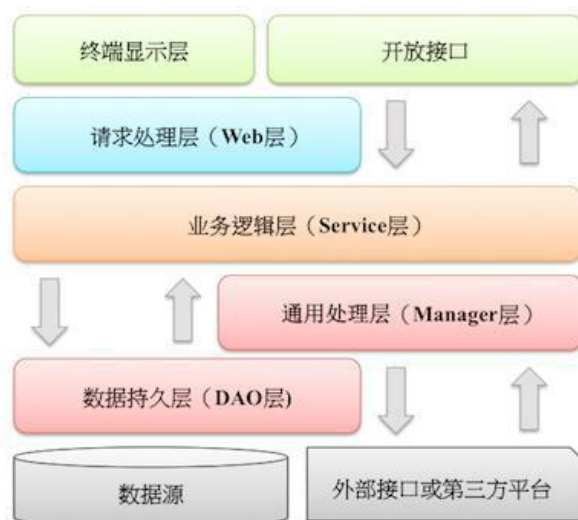 终端显示层
开放接口
请求处理层（Web层）
业务逻辑层（Service层）
通用处理层（Manager层）
数据持久层（DAO层)
数据源
外部接口或第三方平台